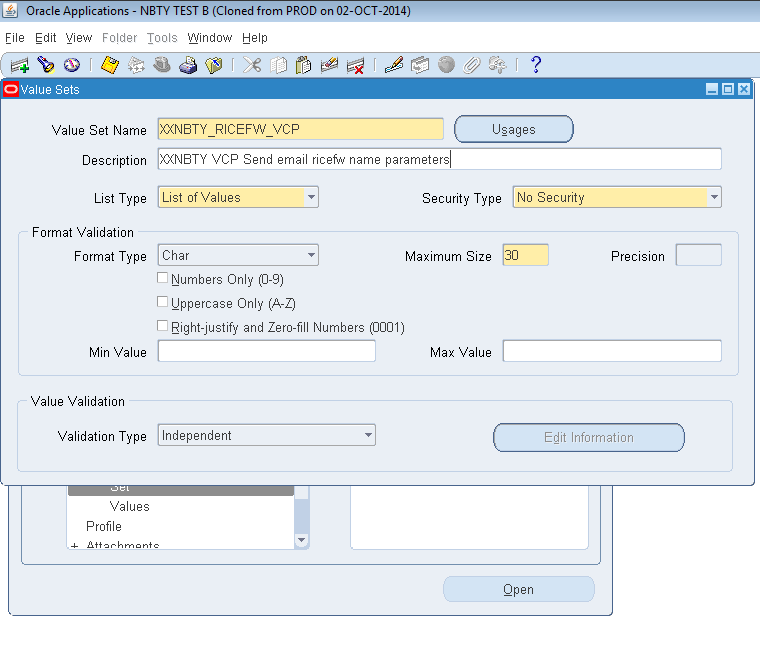 Oracle Applications - NBTY TEST B (Cloned from PROD on 02-OCT-2014)
File Edit View Folder Tools Window Help
Value Sets
Value Set Name XXNBTY_RICEFW_VCP Usages
Description XXNBTY VCP Send email ricefw name parameters
List Type List of Values Security Type No Security
Format Validation
Format Type Char Maximum Size 30 Precision
Numbers Only (0-9)
Uppercase Only (A-Z)
Right-justify and Zero-fill Numbers (0001)
Min Value Max Value
Value Validation
Validation Type Independent Edit Information
Set
Values
Profile
+ Attachments
Open